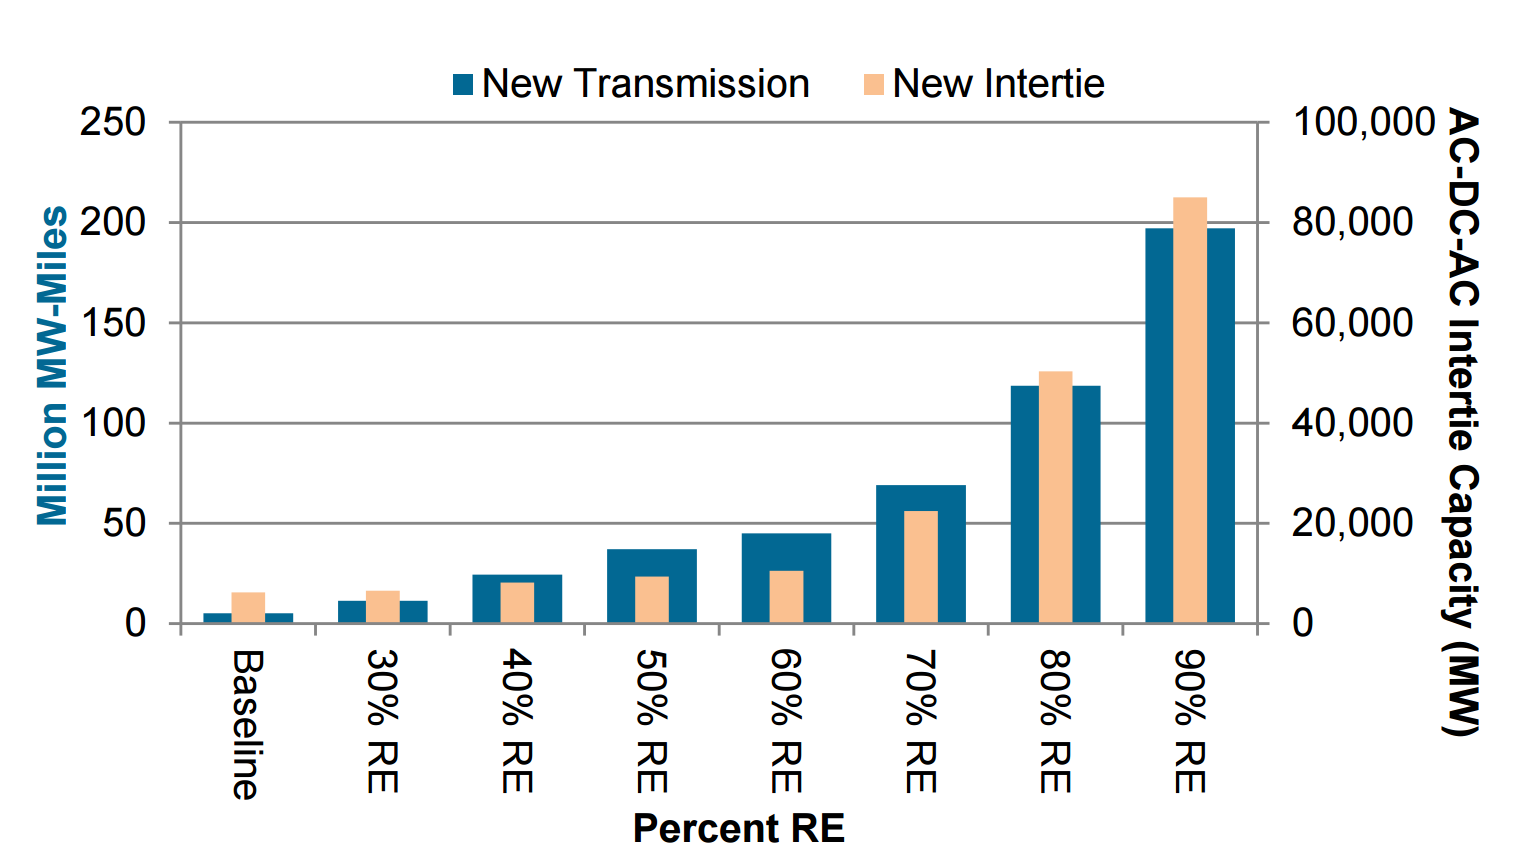 New Transmission New Intertie
250
200
150
100
50
0
Million MW-Miles
100,000
80,000
60,000
40,000
20,000
0
AC-DC-AC Intertie Capacity (MW)
Baseline
30% RE
40% RE
50% RE
60% RE
70% RE
80% RE
90% RE
Percent RE